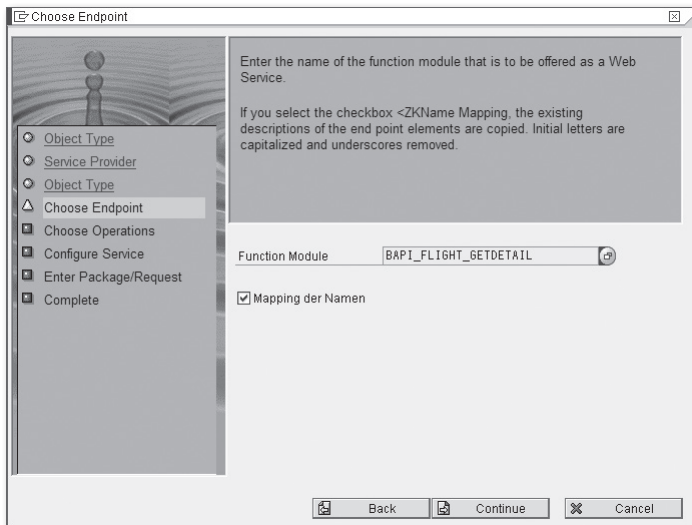 Choose Endpoint
Object Type
Service Provider
Object Type
Choose Endpoint
Choose Operations
Configure Service
Enter Package/Request
Complete
Enter the name of the function module that is to be offered as a Web
Service.
If you select the checkbox <ZKName Mapping, the existing
descriptions of the end point elements are copied. Initial letters are
capitalized and underscores removed.
Function Module BAPI_FLIGHT_GETDETAIL
Mapping der Namen
Back Continue Cancel